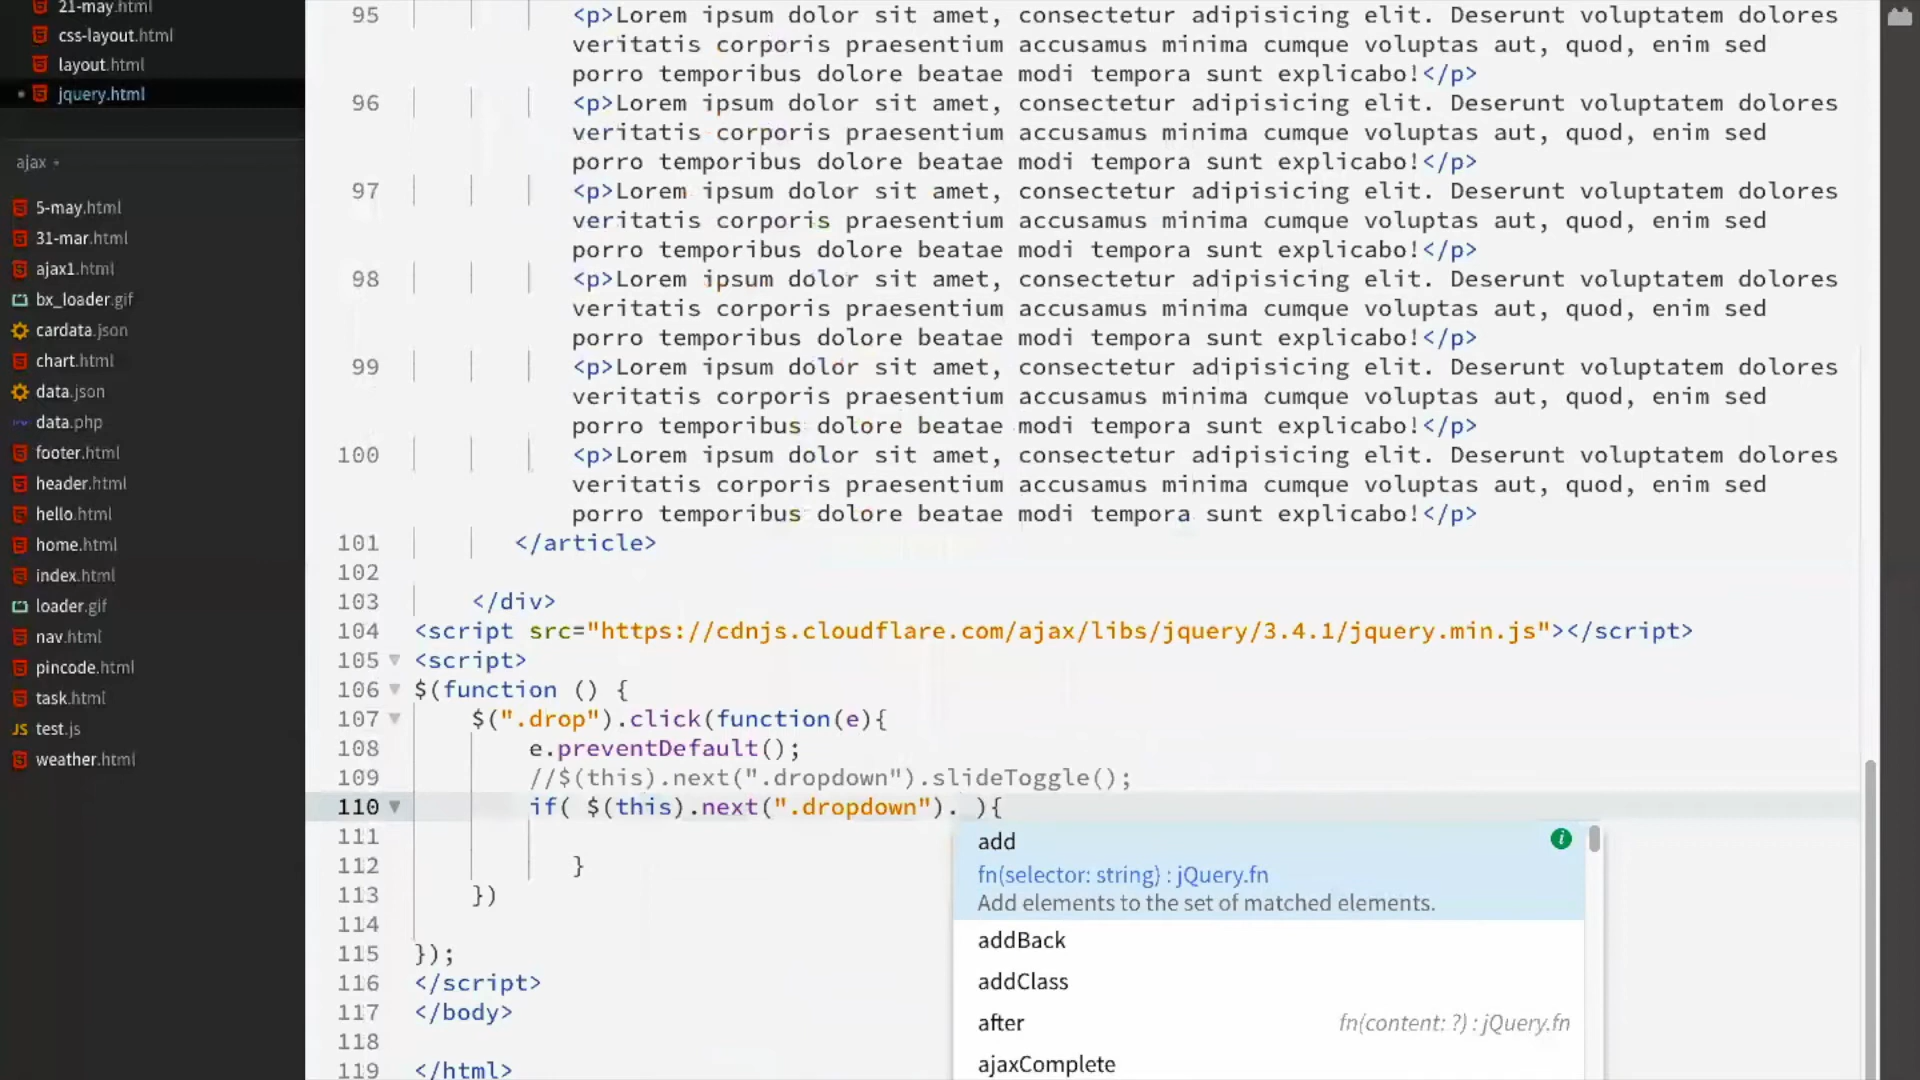 21-may.html
css-layout.html
layout.html
jquery.html
ajax
5-may.html
31-mar.html
ajax1.html
bx_loader.gif
cardata.json
chart.html
data.json
data.php
footer.html
header.html
hello.html
home.html
index.html
loader.gif
nav.html
pincode.html
task.html
JS test.js
weather.html
95 <p>Lorem ipsum dolor sit amet, consectetur adipisicing elit. Deserunt voluptatem dolores
veritatis corporis praesentium accusamus minima cumque voluptas aut, quod, enim sed
porro temporibus dolore beatae modi tempora sunt explicabo!</p>
96 <p>Lorem ipsum dolor sit amet, consectetur adipisicing elit. Deserunt voluptatem dolores
veritatis corporis praesentium accusamus minima cumque voluptas aut, quod, enim sed
porro temporibus dolore beatae modi tempora sunt explicabo!</p>
97 <p>Lorem ipsum dolor sit amet, consectetur adipisicing elit. Deserunt voluptatem dolores
veritatis corporis praesentium accusamus minima cumque voluptas aut, quod, enim sed
porro temporibus dolore beatae modi tempora sunt explicabo!</p>
98 <p>Lorem ipsum dolor sit amet, consectetur adipisicing elit. Deserunt voluptatem dolores
veritatis corporis praesentium accusamus minima cumque voluptas aut, quod, enim sed
porro temporibus dolore beatae modi tempora sunt explicabo!</p>
99 <p>Lorem ipsum dolor sit amet, consectetur adipisicing elit. Deserunt voluptatem dolores
veritatis corporis praesentium accusamus minima cumque voluptas aut, quod, enim sed
porro temporibus dolore beatae modi tempora sunt explicabo!</p>
100 <p>Lorem ipsum dolor sit amet, consectetur adipisicing elit. Deserunt voluptatem dolores
veritatis corporis praesentium accusamus minima cumque voluptas aut, quod, enim sed
porro temporibus dolore beatae modi tempora sunt explicabo!</p>
101 </article>
102
103 </div>
104 <script src="https://cdnjs.cloudflare.com/ajax/libs/jquery/3.4.1/jquery.min.js"></script>
105 <script>
106 $(function () {
107 $(".drop").click(function(e){
108 e.preventDefault();
109 //$(this).next(".dropdown").slideToggle();
110 if( $(this).next(".dropdown"). ){
111
112 }
113 })
114
115 });
116 </script>
117 </body>
118
119 </html>
add
fn(selector: string) : jQuery.fn
Add elements to the set of matched elements.
addBack
addClass
after fn(content: ?) : jQuery.fn
ajaxComplete